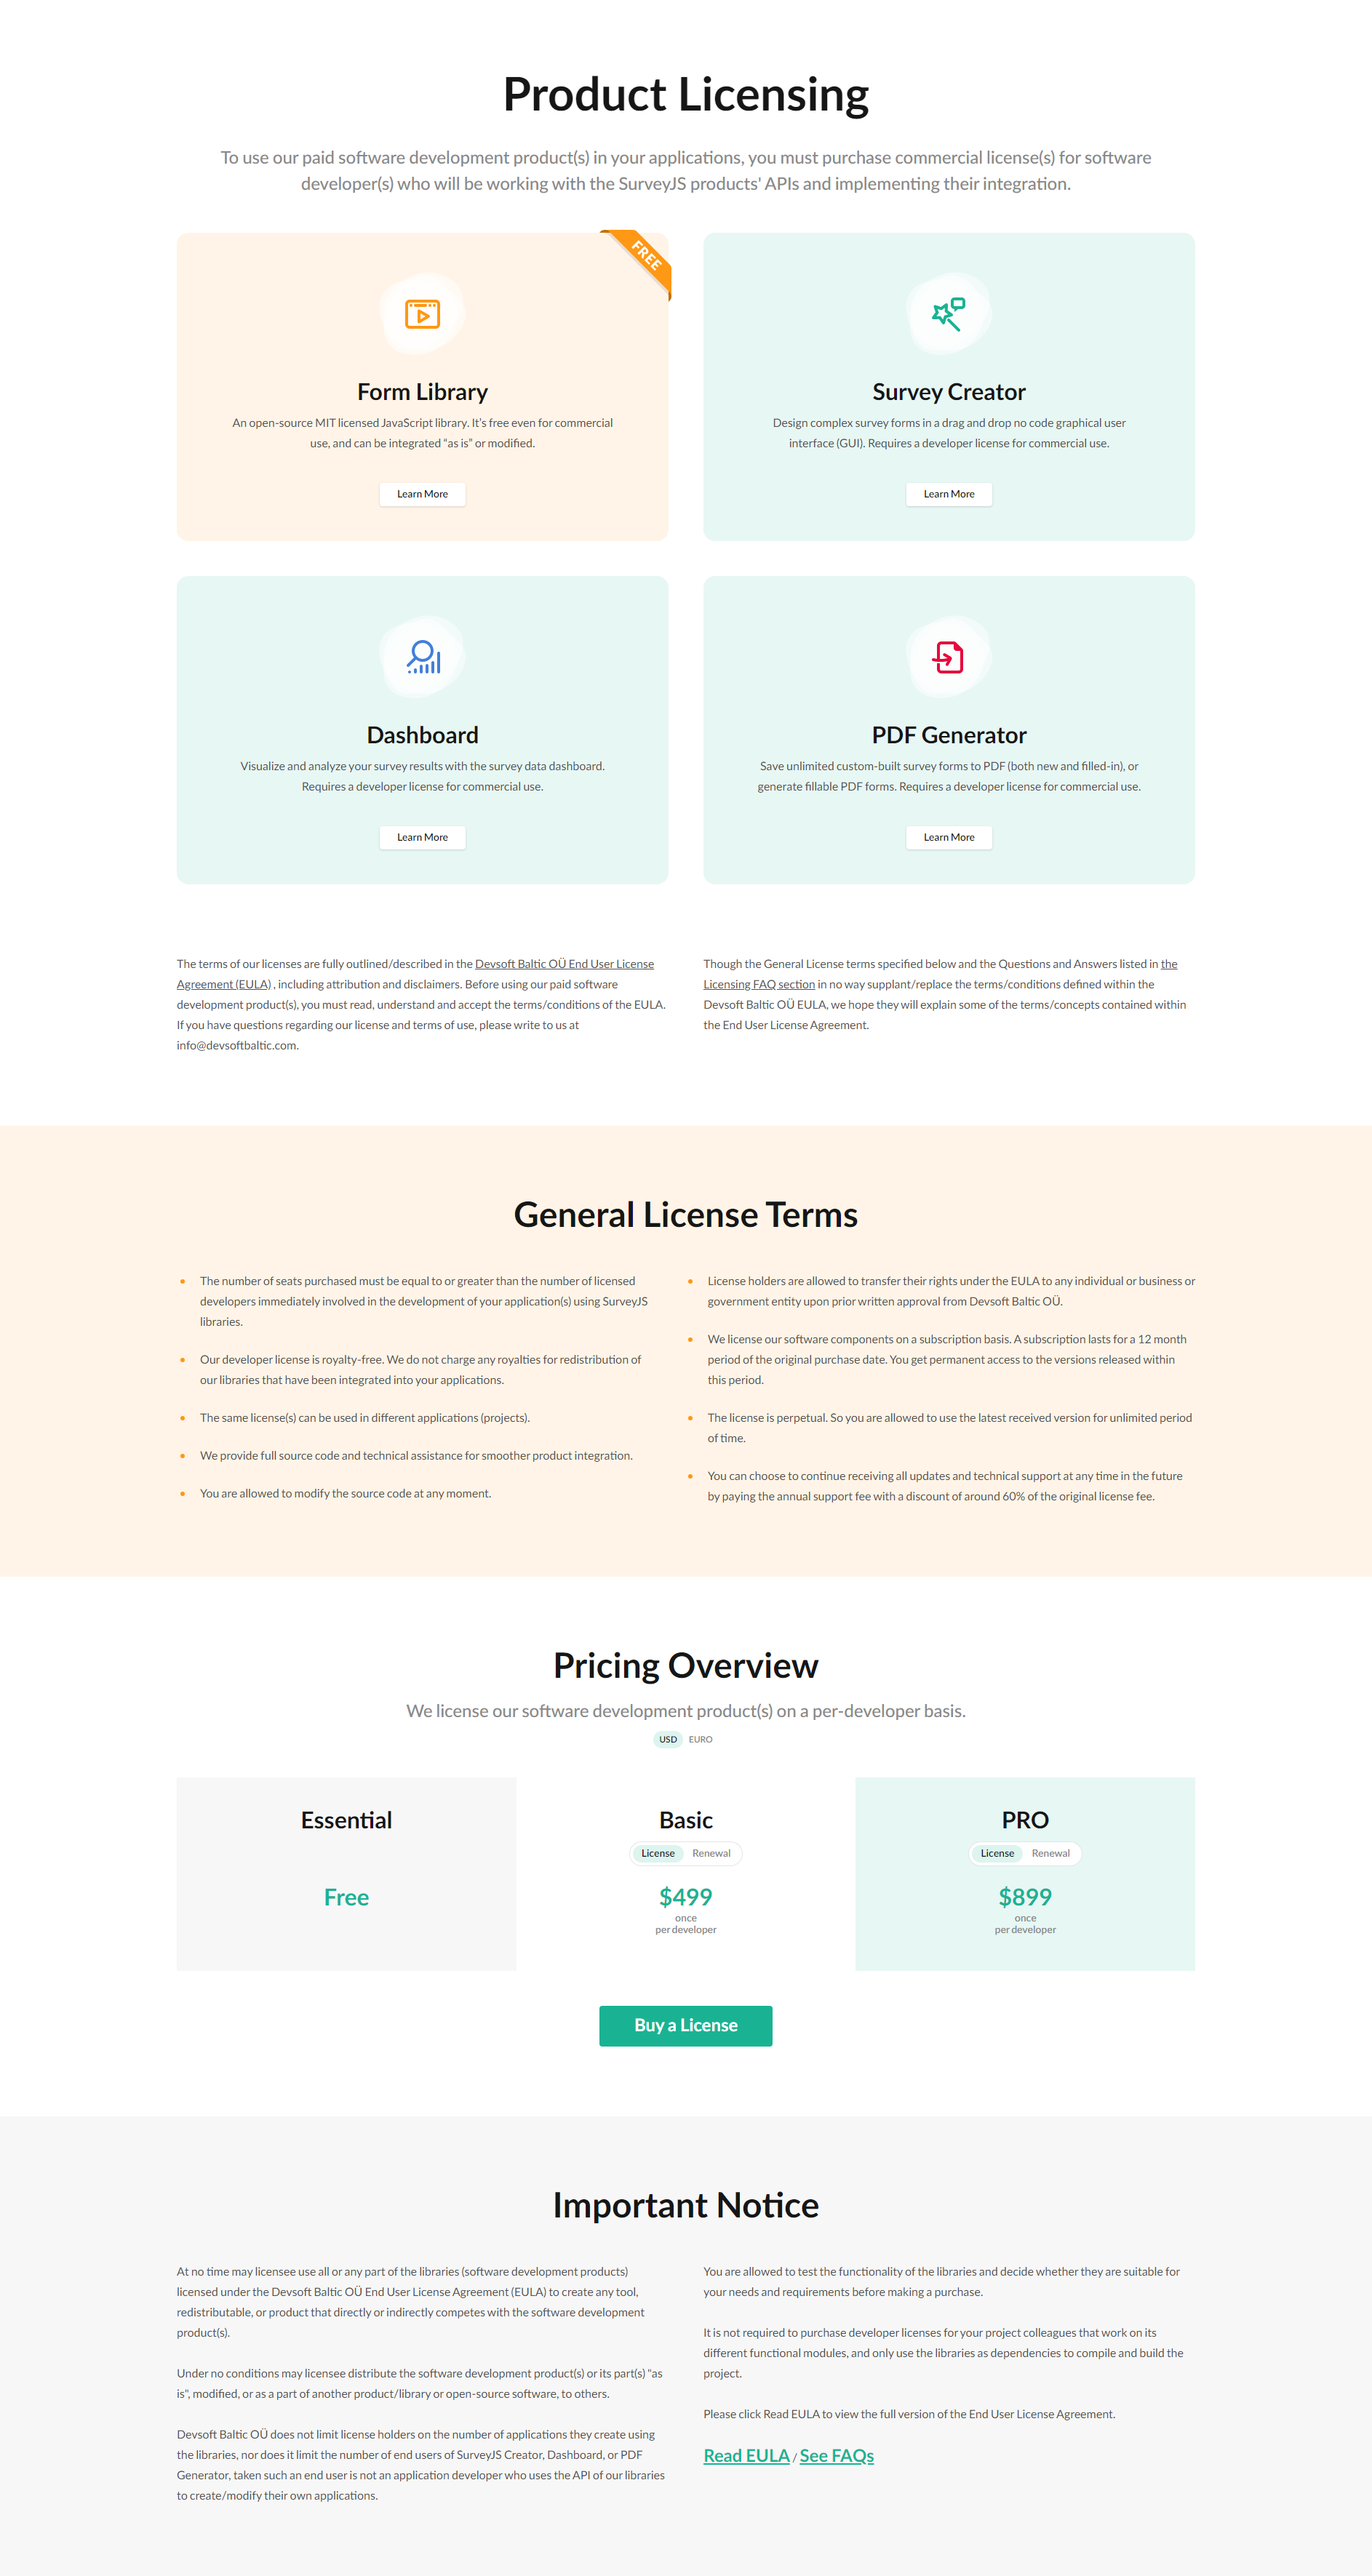 Product Licensing
To use our paid software development product(s) in your applications, you must purchase commercial license(s) for software
developer(s) who will be working with the SurveyJS products' APIs and implementing their integration.
FREE
Form Library
An open-source MIT licensed JavaScript library. It's free even for commercial
use, and can be integrated "as is" or modified.
Learn More
Survey Creator
Design complex survey forms in a drag and drop no code graphical user
interface (GUI). Requires a developer license for commercial use.
Learn More
Dashboard
Visualize and analyze your survey results with the survey data dashboard.
Requires a developer license for commercial use.
Learn More
PDF Generator
Save unlimited custom-built survey forms to PDF (both new and filled-in), or
generate fillable PDF forms. Requires a developer license for commercial use.
Learn More
The terms of our licenses are fully outlined/described in the Devsoft Baltic OÜ End User License
Agreement (EULA) , including attribution and disclaimers. Before using our paid software
development product(s), you must read, understand and accept the terms/conditions of the EULA.
If you have questions regarding our license and terms of use, please write to us at
info@devsoftbaltic.com.
Though the General License terms specified below and the Questions and Answers listed in the
Licensing FAQ section in no way supplant/replace the terms/conditions defined within the
Devsoft Baltic OÜ EULA, we hope they will explain some of the terms/concepts contained within
the End User License Agreement.
General License Terms
The number of seats purchased must be equal to or greater than the number of licensed
developers immediately involved in the development of your application(s) using SurveyJS
libraries.
Our developer license is royalty-free. We do not charge any royalties for redistribution of
our libraries that have been integrated into your applications.
The same license(s) can be used in different applications (projects).
We provide full source code and technical assistance for smoother product integration.
You are allowed to modify the source code at any moment.
License holders are allowed to transfer their rights under the EULA to any individual or business or
government entity upon prior written approval from Devsoft Baltic OÜ.
We license our software components on a subscription basis. A subscription lasts for a 12 month
period of the original purchase date. You get permanent access to the versions released within
this period.
The license is perpetual. So you are allowed to use the latest received version for unlimited period
of time.
You can choose to continue receiving all updates and technical support at any time in the future
by paying the annual support fee with a discount of around 60% of the original license fee.
Pricing Overview
We license our software development product(s) on a per-developer basis.
USD EURO
Essential
Free
Basic
License Renewal
$499
once
per developer
PRO
License Renewal
$899
once
per developer
Buy a License
Important Notice
At no time may licensee use all or any part of the libraries (software development products)
licensed under the Devsoft Baltic OÜ End User License Agreement (EULA) to create any tool,
redistributable, or product that directly or indirectly competes with the software development
product(s).
Under no conditions may licensee distribute the software development product(s) or its part(s) "as
is", modified, or as a part of another product/library or open-source software, to others.
Devsoft Baltic OÜ does not limit license holders on the number of applications they create using
the libraries, nor does it limit the number of end users of SurveyJS Creator, Dashboard, or PDF
Generator, taken such an end user is not an application developer who uses the API of our libraries
to create/modify their own applications.
You are allowed to test the functionality of the libraries and decide whether they are suitable for
your needs and requirements before making a purchase.
It is not required to purchase developer licenses for your project colleagues that work on its
different functional modules, and only use the libraries as dependencies to compile and build the
project.
Please click Read EULA to view the full version of the End User License Agreement.
Read EULA / See FAQs